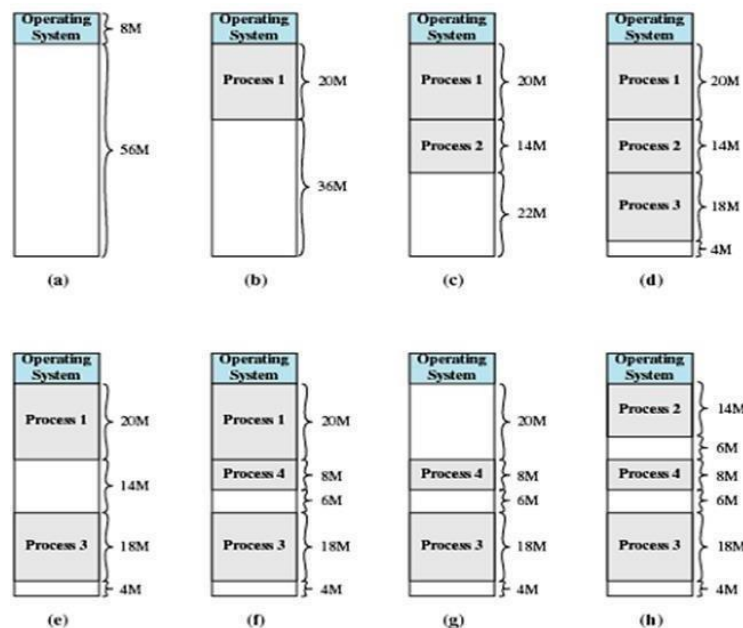 Operating
System
8M
56M
(a)
Operating
System
Process 1
20M
36M
(b)
Operating
System
Process 1
20M
Process 2
14M
22M
(c)
Operating
System
Process 1
20M
Process 2
14M
Process 3
18M
4M
(d)
Operating
System
Process 1
20M
14M
Process 3
18M
4M
(e)
Operating
System
Process 1
20M
Process 4
8M
6M
Process 3
18M
4M
(f)
Operating
System
20M
Process 4
8M
6M
Process 3
18M
4M
(g)
Operating
System
Process 2
14M
6M
Process 4
8M
6M
Process 3
18M
4M
(h)